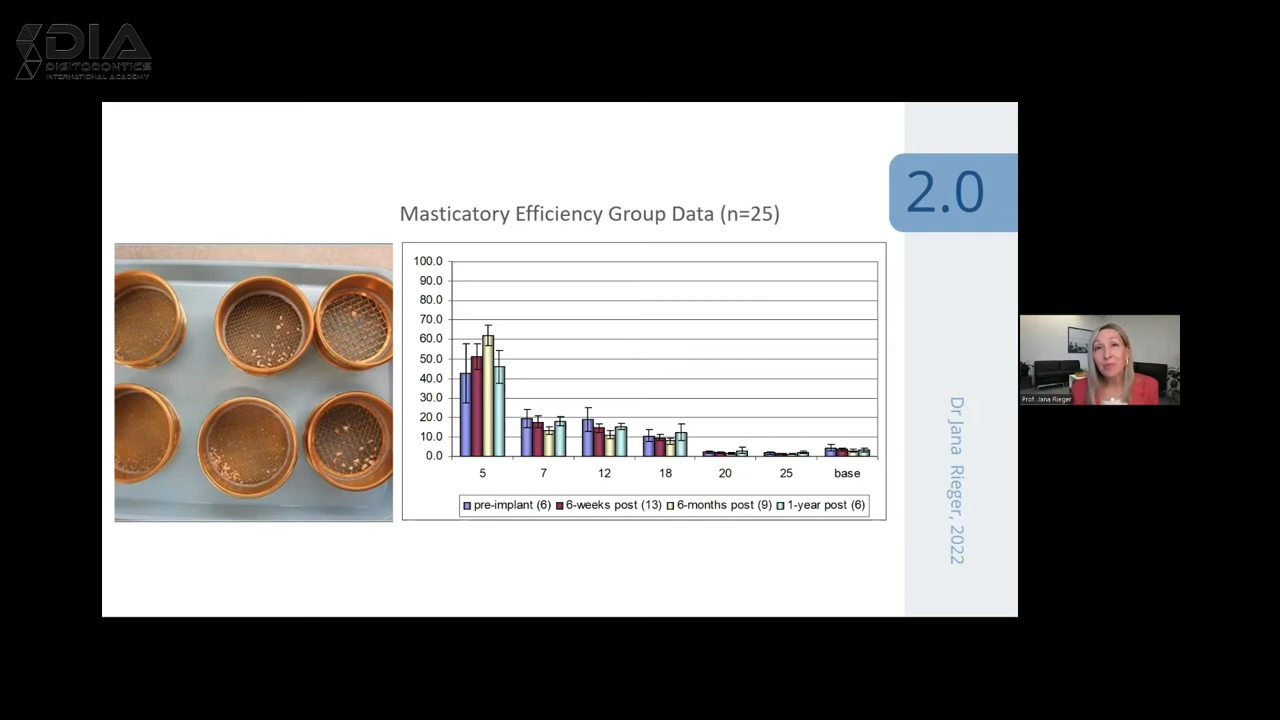 DIA
DIGITODONTICS
INTERNATIONAL ACADEMY
2.0
Masticatory Efficiency Group Data (n=25)
100.0
90.0
80.0
70.0
60.0
50.0
40.0
30.0
20.0
10.0
0.0
5 7 12 18 20 25 base
pre-implant (6) 6-weeks post (13) 6-months post (9) 1-year post (6)
Dr Jana Rieger, 2022
Prof. Jana Rieger